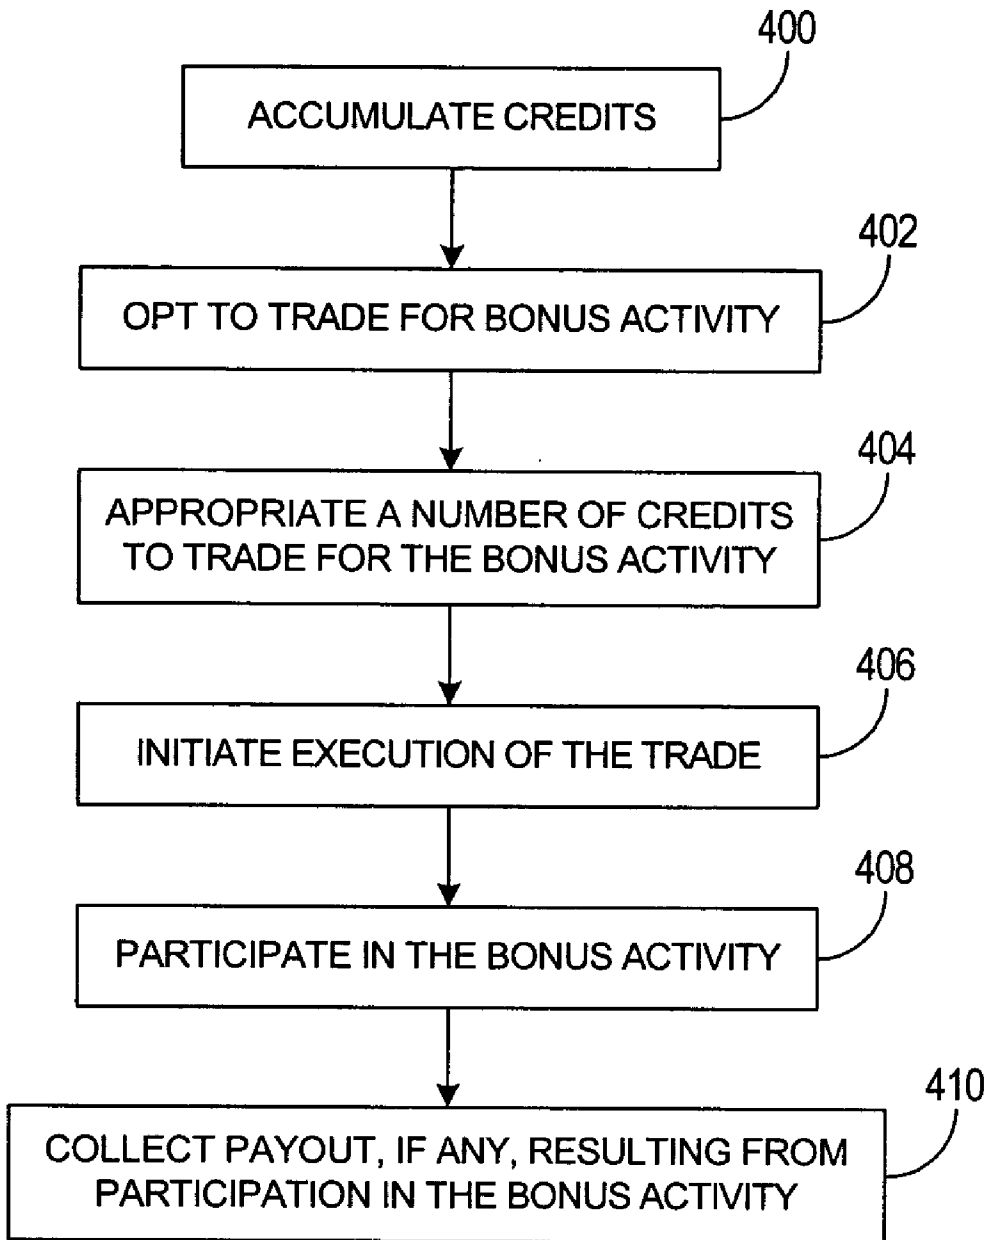 400
ACCUMULATE CREDITS
402
OPT TO TRADE FOR BONUS ACTIVITY
404
APPROPRIATE A NUMBER OF CREDITS
TO TRADE FOR THE BONUS ACTIVITY
406
INITIATE EXECUTION OF THE TRADE
408
PARTICIPATE IN THE BONUS ACTIVITY
410
COLLECT PAYOUT, IF ANY, RESULTING FROM
PARTICIPATION IN THE BONUS ACTIVITY